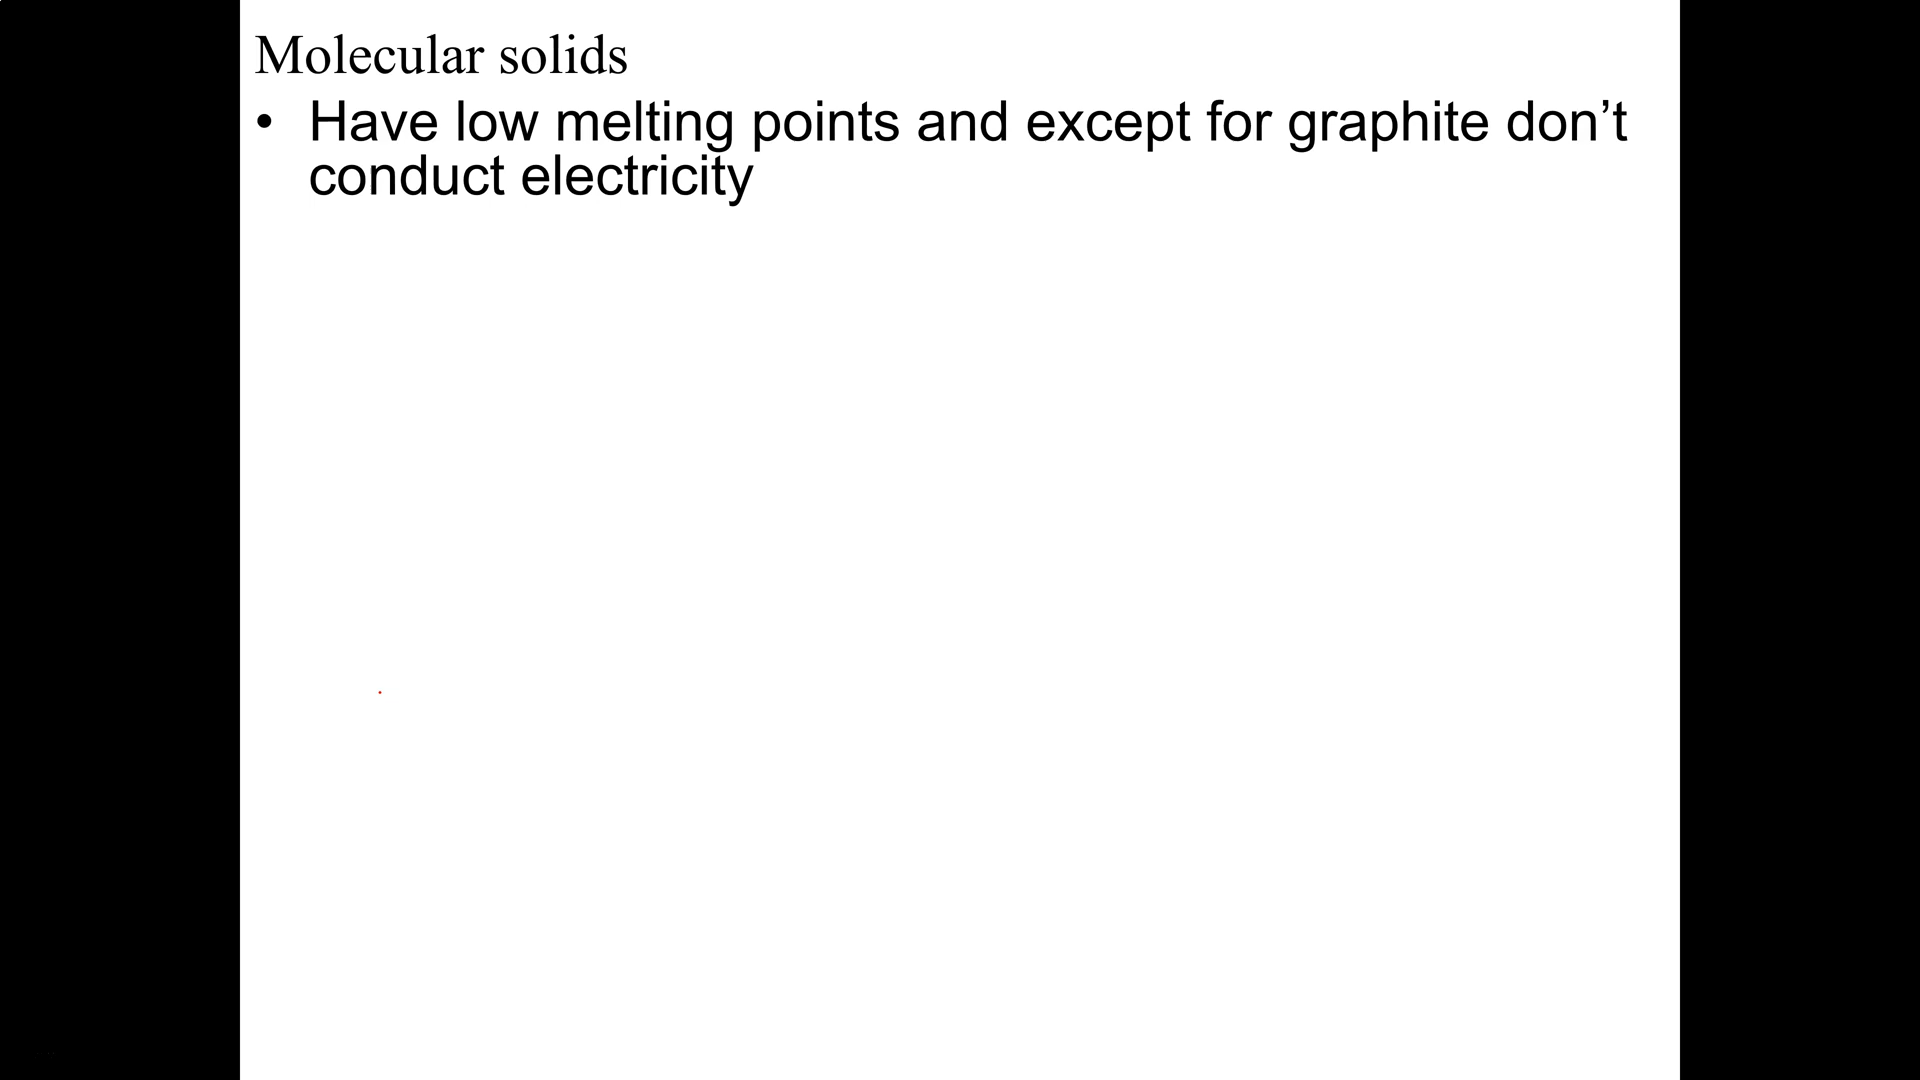 Molecular solids
• Have low melting points and except for graphite don’t
conduct electricity